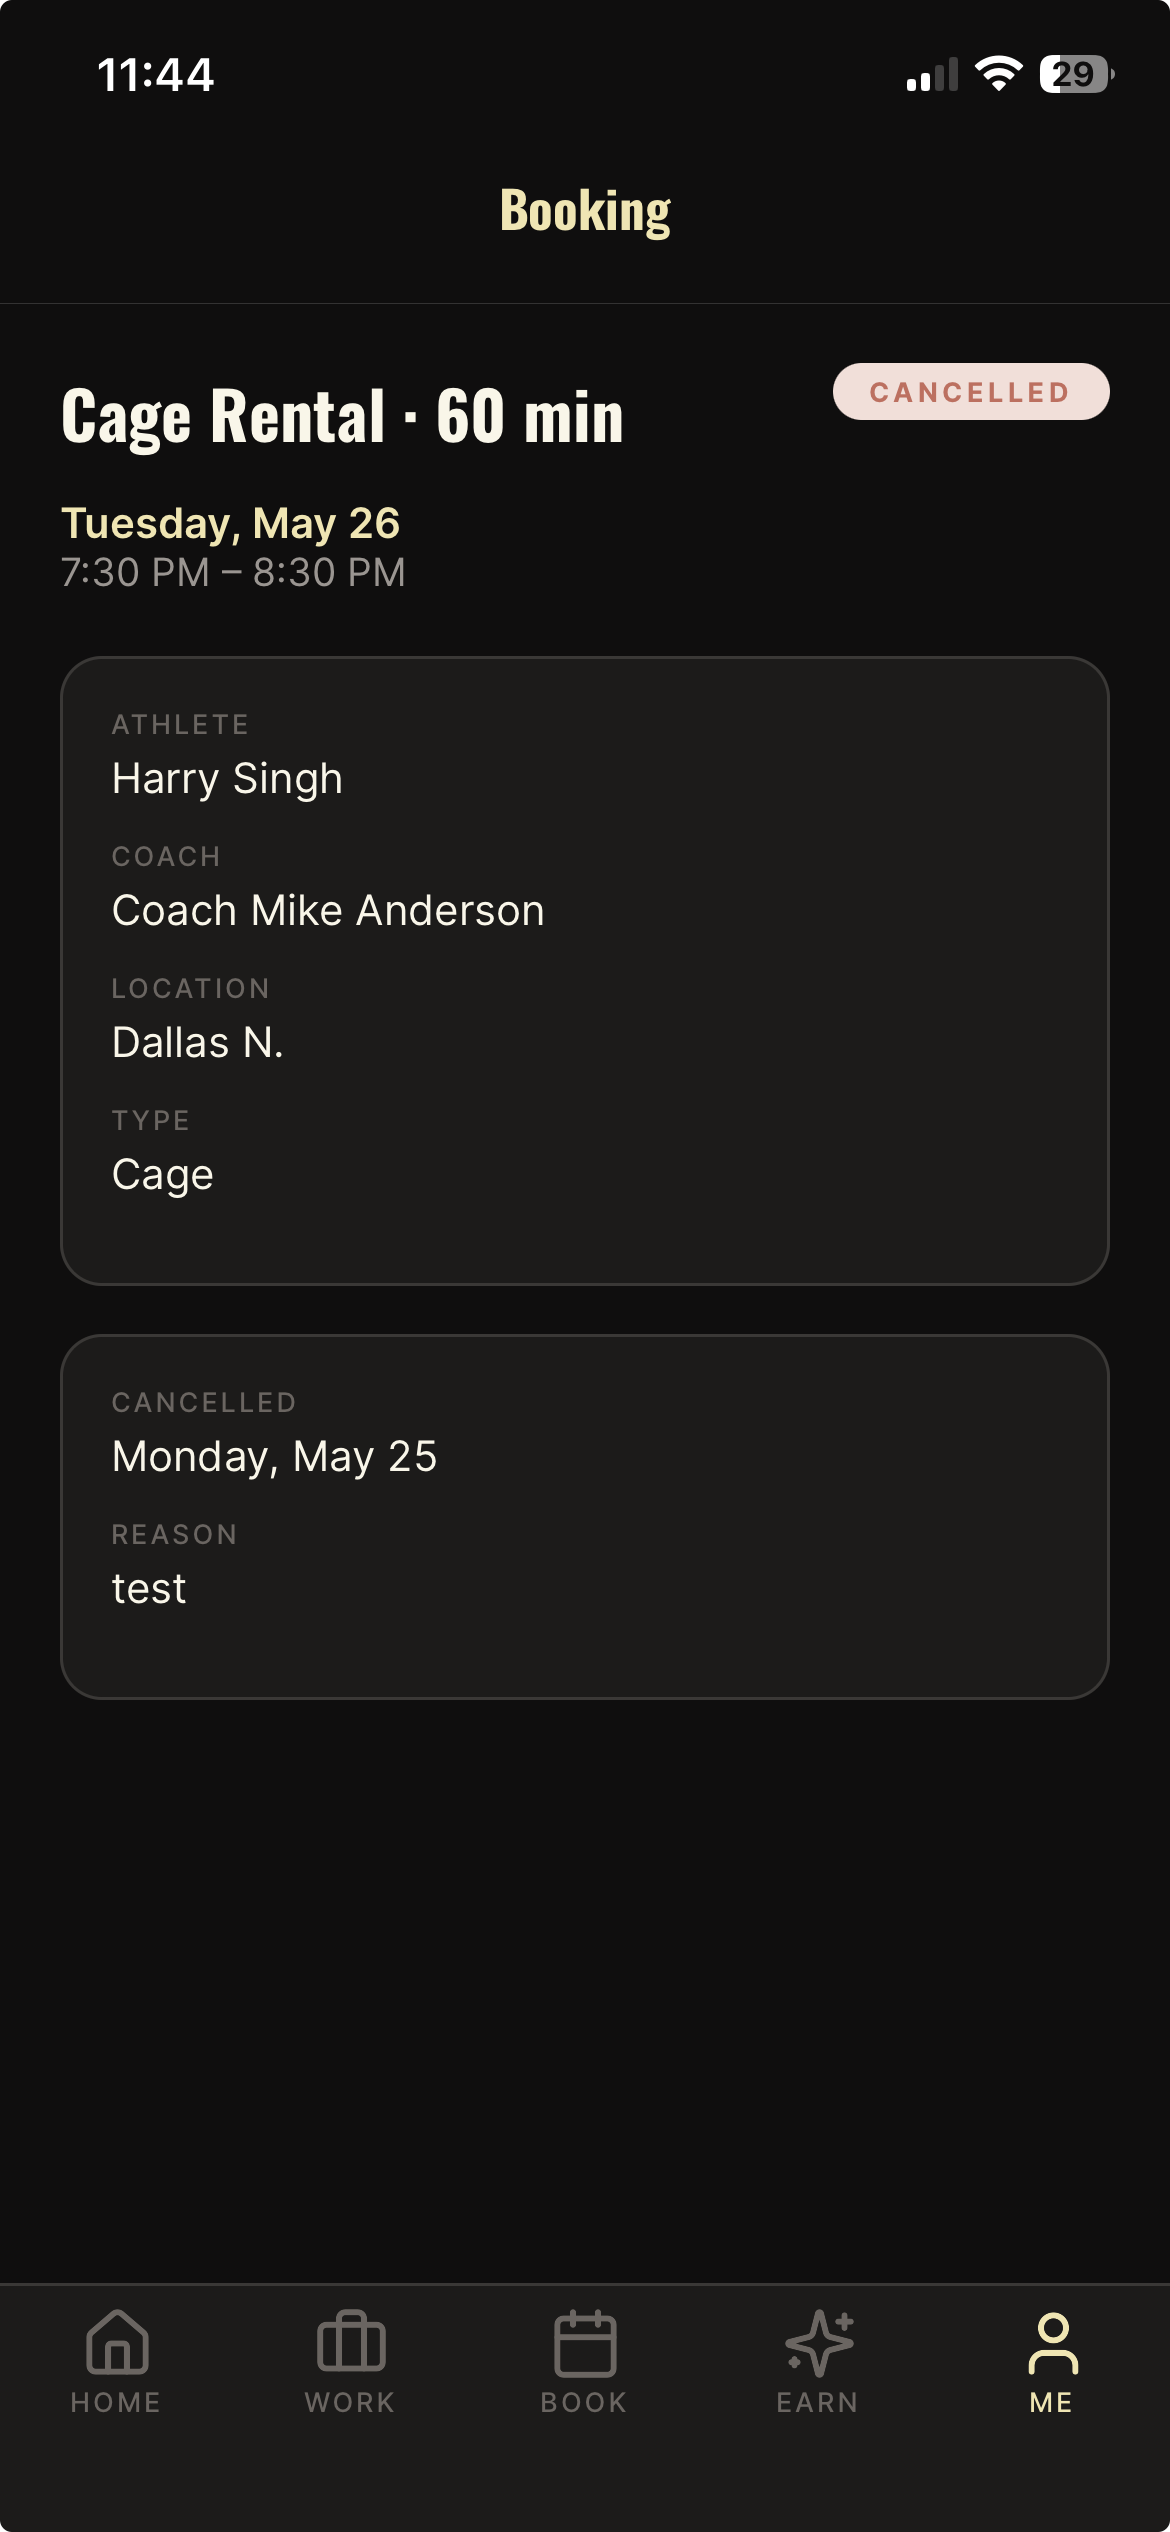 11:44
29
Booking
Cage Rental · 60 min
CANCELLED
Tuesday, May 26
7:30 PM – 8:30 PM
ATHLETE
Harry Singh
COACH
Coach Mike Anderson
LOCATION
Dallas N.
TYPE
Cage
CANCELLED
Monday, May 25
REASON
test
HOME
WORK
BOOK
EARN
ME